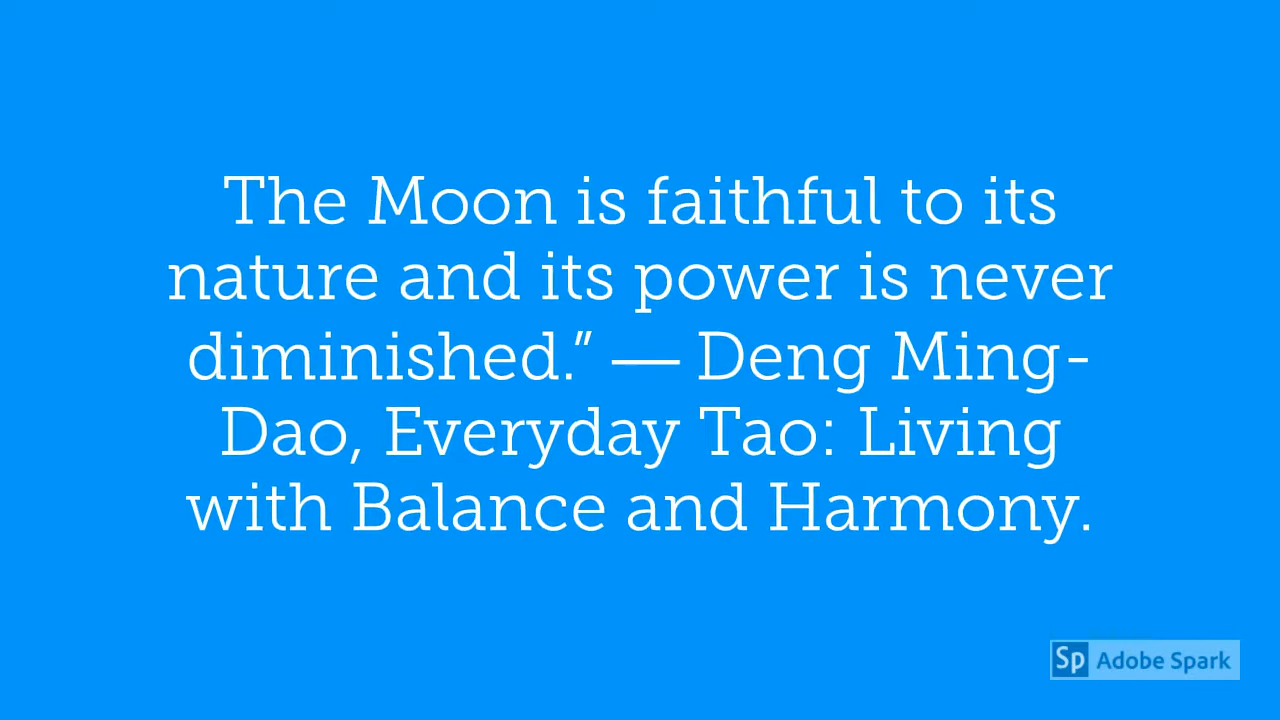 The Moon is faithful to its
nature and its power is never
diminished.” — Deng Ming-
Dao, Everyday Tao: Living
with Balance and Harmony.
Sp Adobe Spark